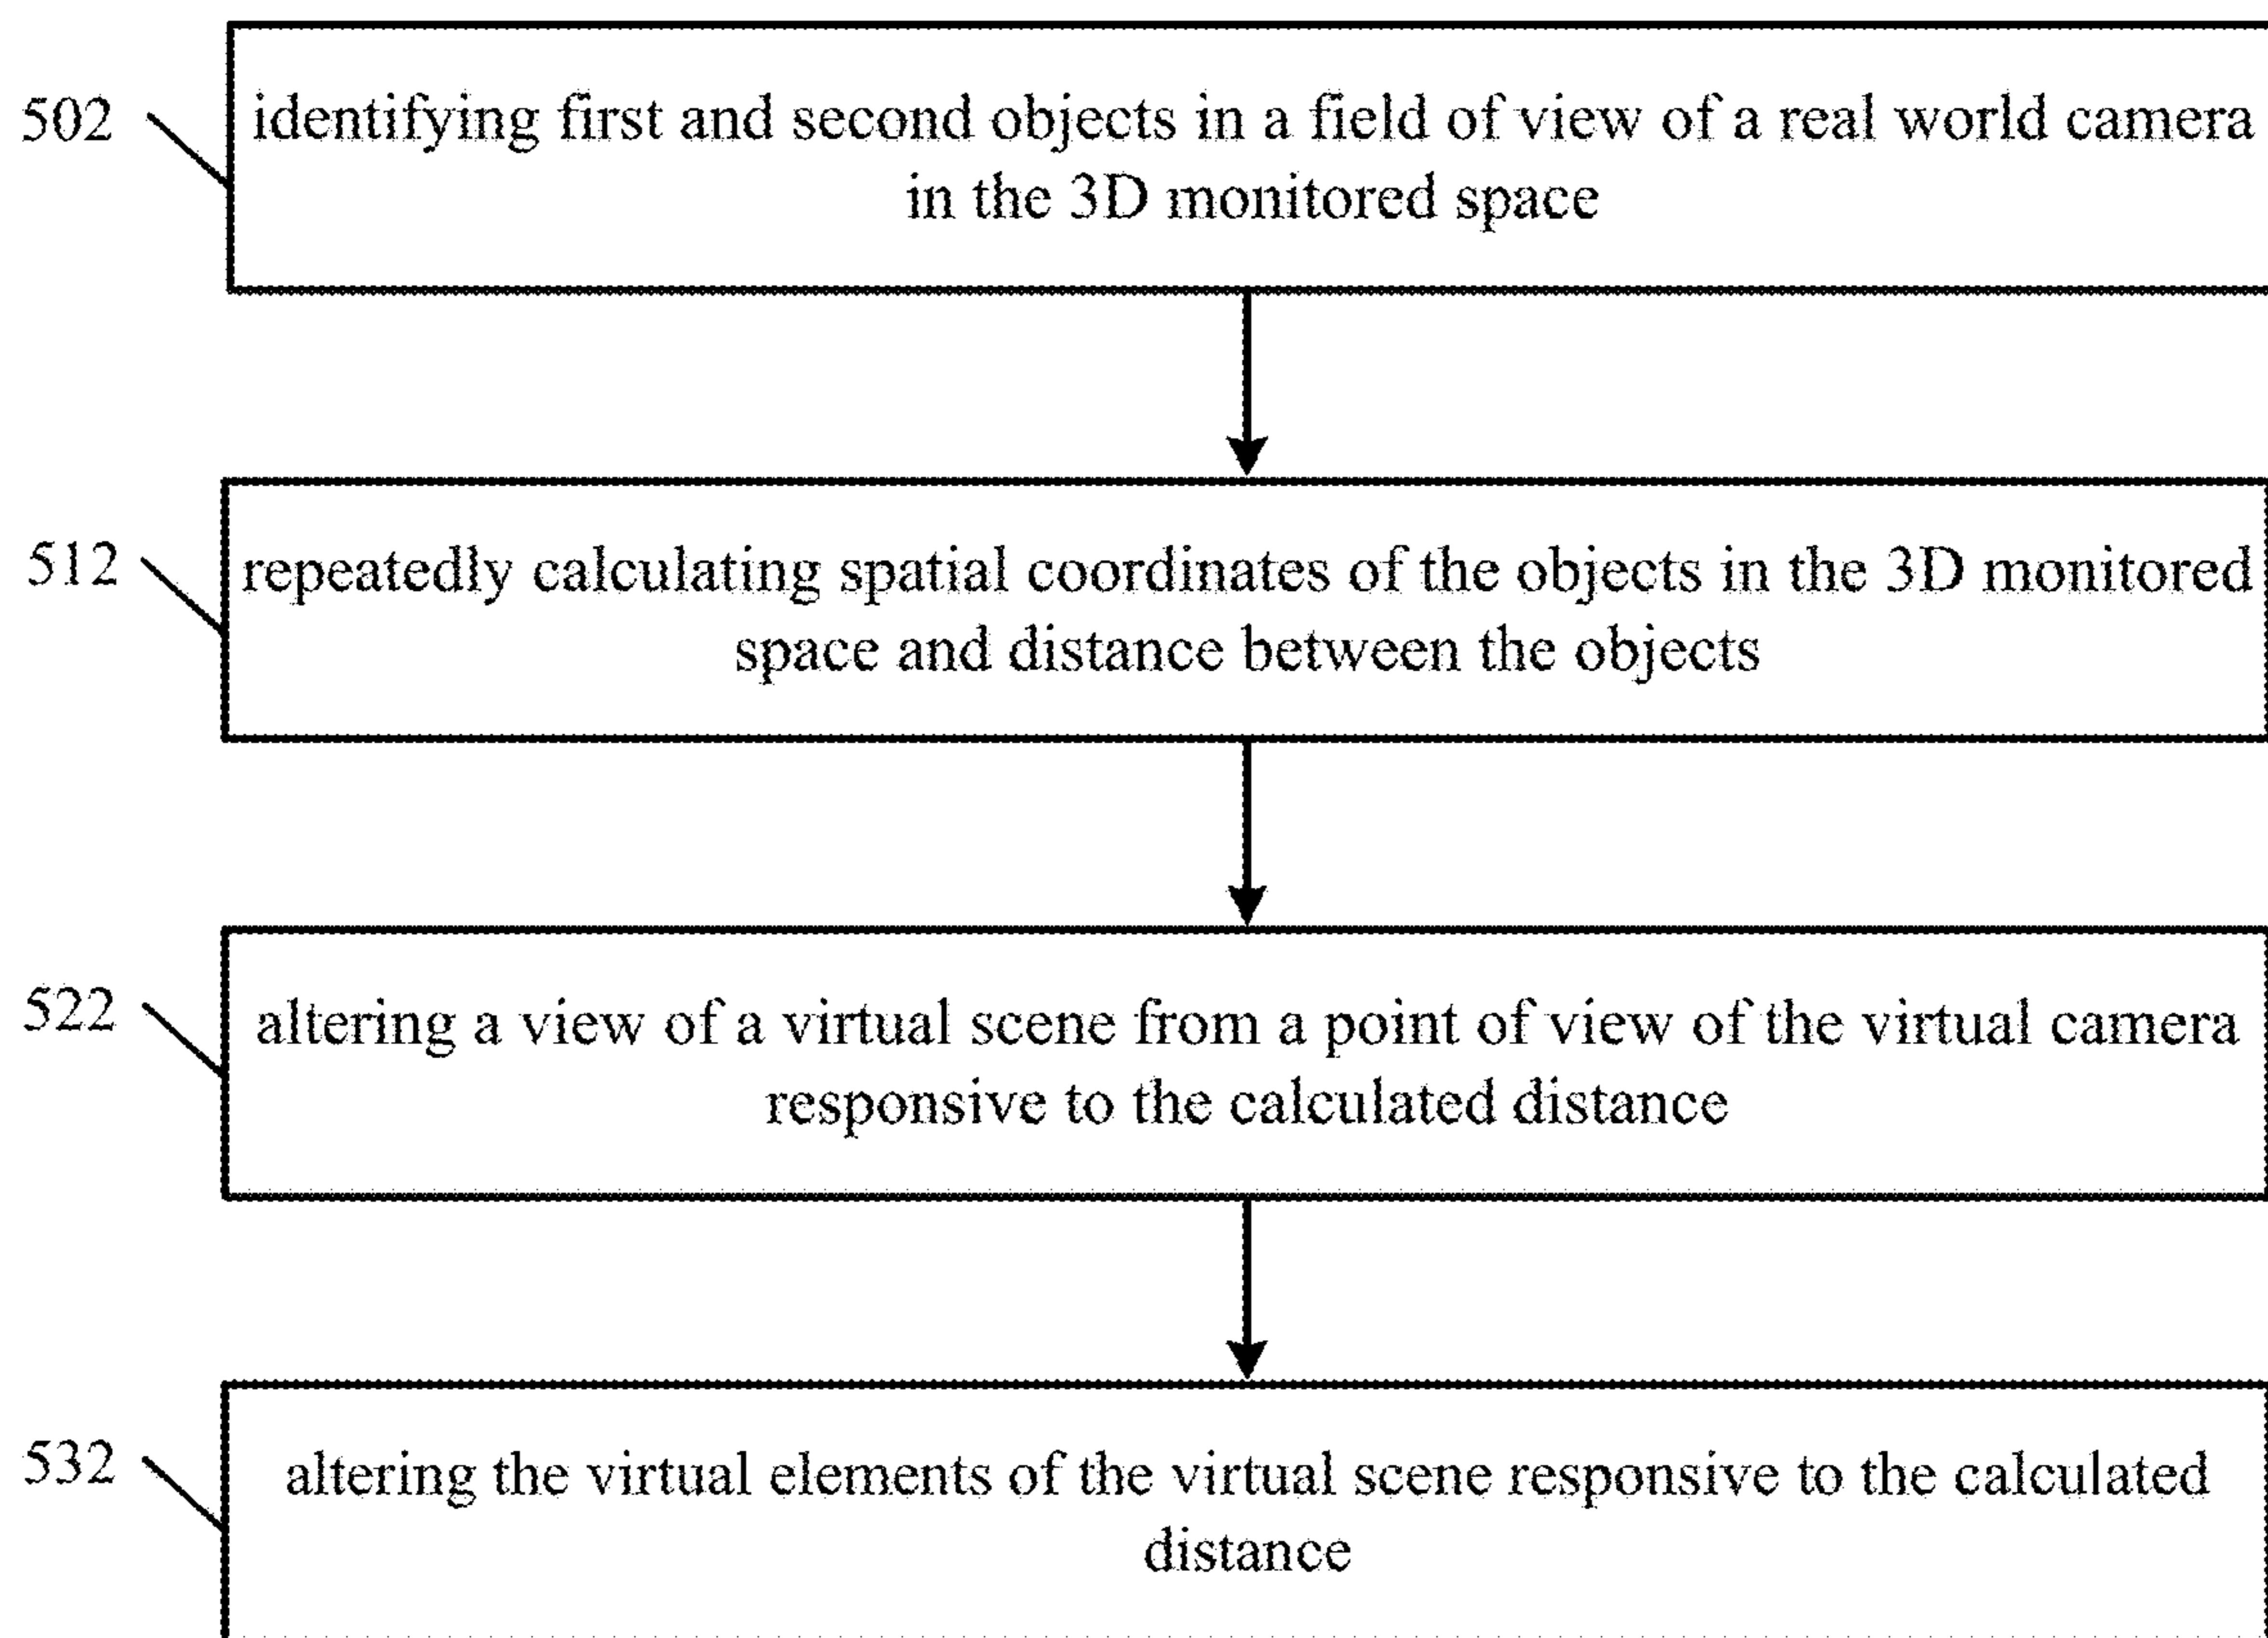 502
identifying first and second objects in a field of view of a real world camera
in the 3D monitored space
512
repeatedly calculating spatial coordinates of the objects in the 3D monitored
space and distance between the objects
522
altering a view of a virtual scene from a point of view of the virtual camera
responsive to the calculated distance
532
altering the virtual elements of the virtual scene responsive to the calculated
distance